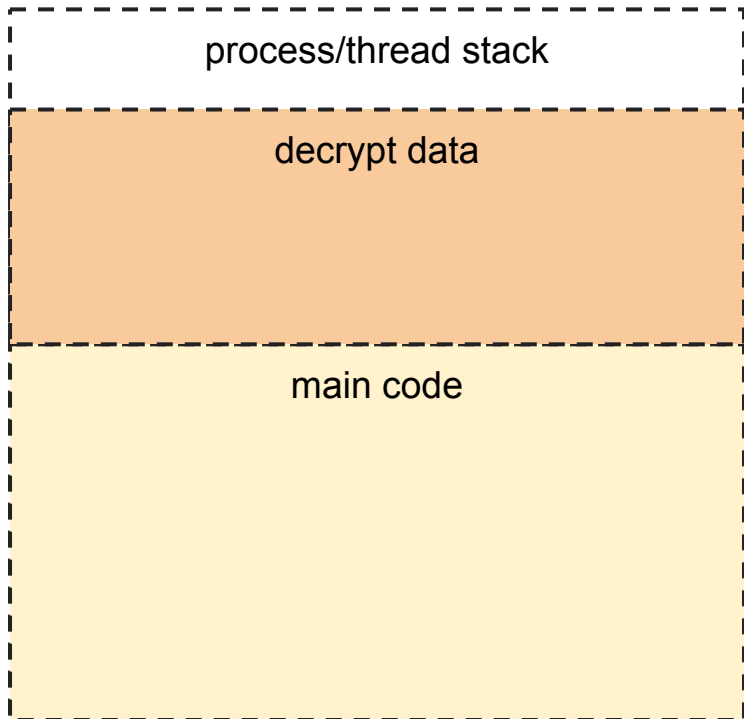 process/thread stack
decrypt data
main code